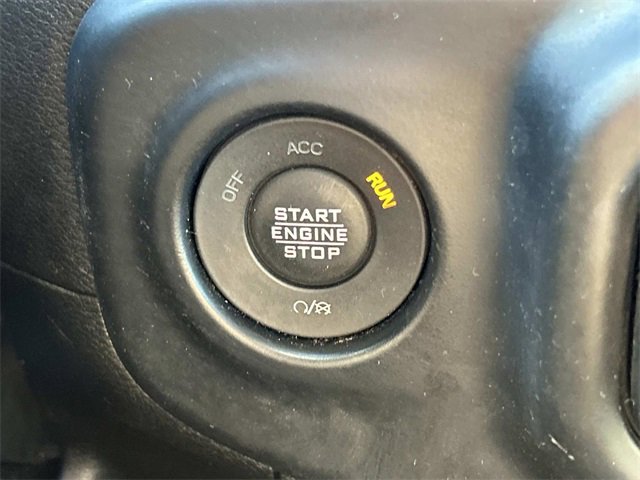 OFF
ACC
RUN
START
ENGINE
STOP